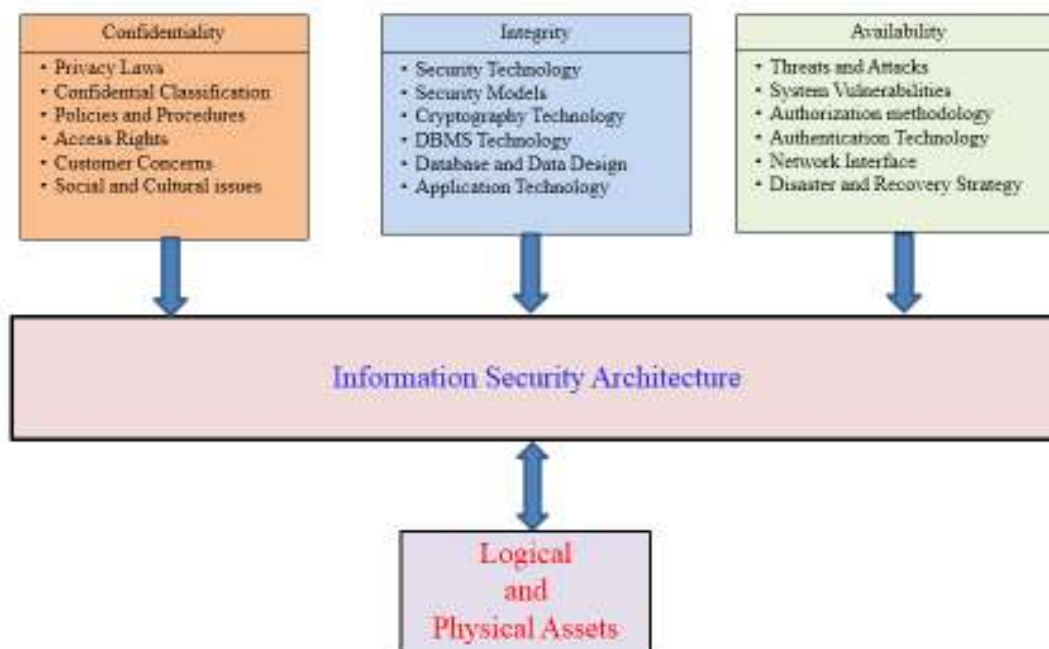 Confidentiality
• Privacy Laws
• Confidential Classification
• Policies and Procedures
• Access Rights
• Customer Concerns
• Social and Cultural issues
Integrity
• Security Technology
• Security Models
• Cryptography Technology
• DBMS Technology
• Database and Data Design
• Application Technology
Availability
• Threats and Attacks
• System Vulnerabilities
• Authorization methodology
• Authentication Technology
• Network Interface
• Disaster and Recovery Strategy
Information Security Architecture
Logical
and
Physical Assets